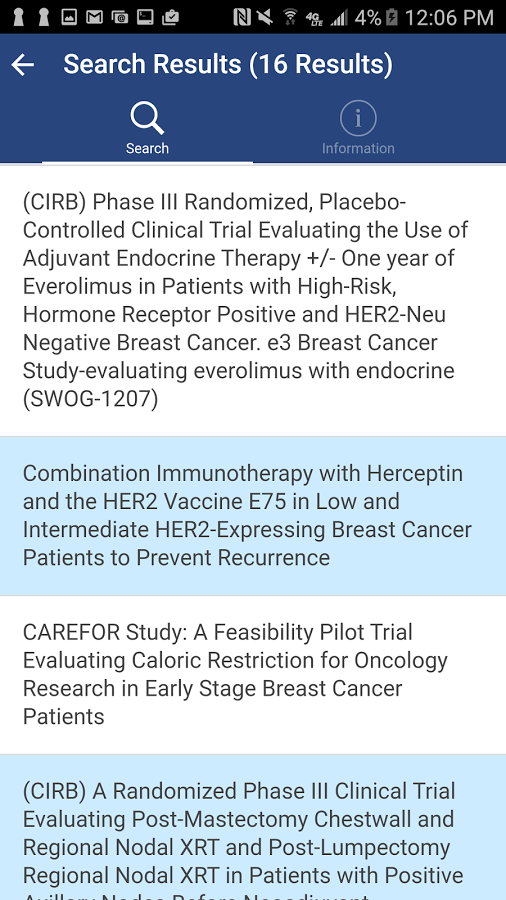 4G LTE 4% 12:06 PM
Search Results (16 Results)
Search
Information
(CIRB) Phase III Randomized, Placebo-
Controlled Clinical Trial Evaluating the Use of
Adjuvant Endocrine Therapy +/- One year of
Everolimus in Patients with High-Risk,
Hormone Receptor Positive and HER2-Neu
Negative Breast Cancer. e3 Breast Cancer
Study-evaluating everolimus with endocrine
(SWOG-1207)
Combination Immunotherapy with Herceptin
and the HER2 Vaccine E75 in Low and
Intermediate HER2-Expressing Breast Cancer
Patients to Prevent Recurrence
CAREFOR Study: A Feasibility Pilot Trial
Evaluating Caloric Restriction for Oncology
Research in Early Stage Breast Cancer
Patients
(CIRB) A Randomized Phase III Clinical Trial
Evaluating Post-Mastectomy Chestwall and
Regional Nodal XRT and Post-Lumpectomy
Regional Nodal XRT in Patients with Positive
Axillary Nodes Before Neoadjuvant